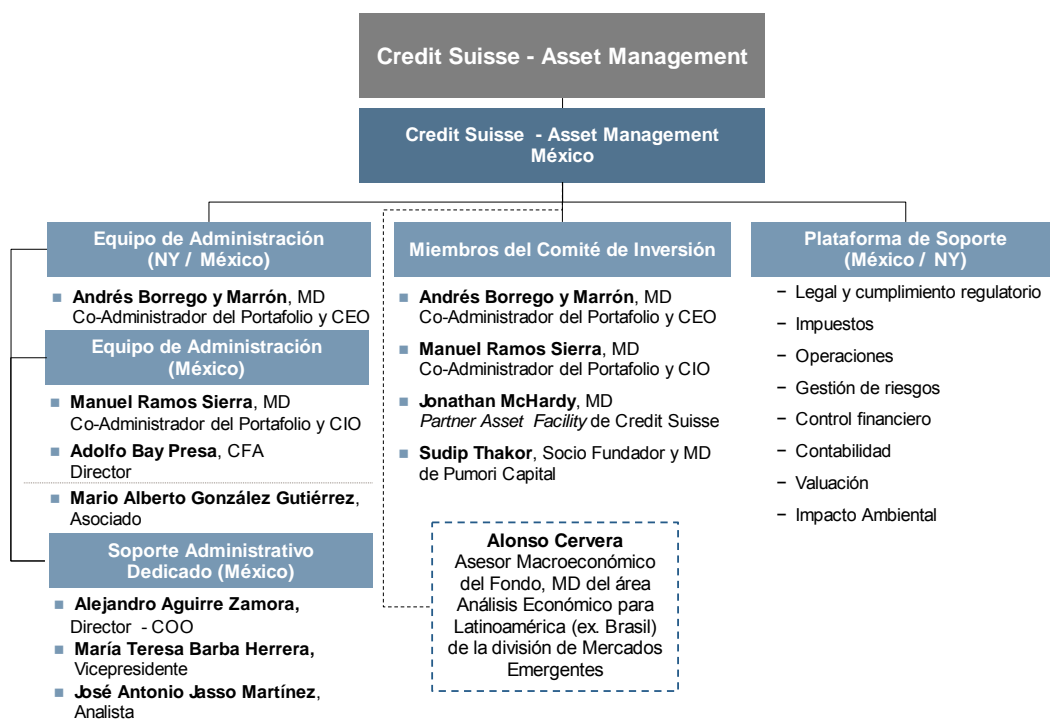 Credit Suisse - Asset Management
Credit Suisse - Asset Management
México
Equipo de Administración
(NY / México)
Andrés Borrego y Marrón, MD
Co-Administrador del Portafolio y CEO
Equipo de Administración
(México)
Manuel Ramos Sierra, MD
Co-Administrador del Portafolio y CIO
Adolfo Bay Presa, CFA
Director
Mario Alberto González Gutiérrez,
Asociado
Soporte Administrativo
Dedicado (México)
Alejandro Aguirre Zamora,
Director - COO
María Teresa Barba Herrera,
Vicepresidente
José Antonio Jasso Martínez,
Analista
Miembros del Comité de Inversión
Andrés Borrego y Marrón, MD
Co-Administrador del Portafolio y CEO
Manuel Ramos Sierra, MD
Co-Administrador del Portafolio y CIO
Jonathan McHardy, MD
Partner Asset Facility de Credit Suisse
Sudip Thakor, Socio Fundador y MD
de Pumori Capital
Alonso Cervera
Asesor Macroeconómico
del Fondo, MD del área
Análisis Económico para
Latinoamérica (ex. Brasil)
de la división de Mercados
Emergentes
Plataforma de Soporte
(México / NY)
− Legal y cumplimiento regulatorio
− Impuestos
− Operaciones
− Gestión de riesgos
− Control financiero
− Contabilidad
− Valuación
− Impacto Ambiental